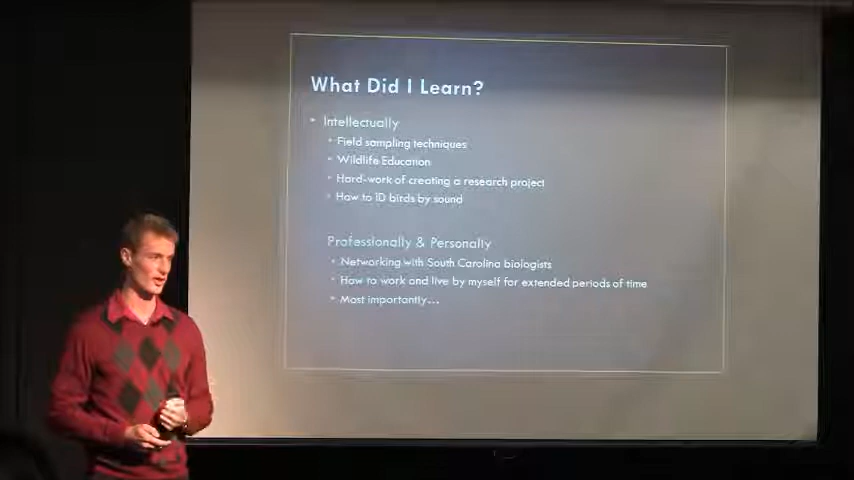 What Did I Learn?
• Intellectually
• Field sampling techniques
• Wildlife Education
• Hard-work of creating a research project
• How to ID birds by sound
Professionally & Personally
• Networking with South Carolina biologists
• How to work and live by myself for extended periods of time
• Most importantly...